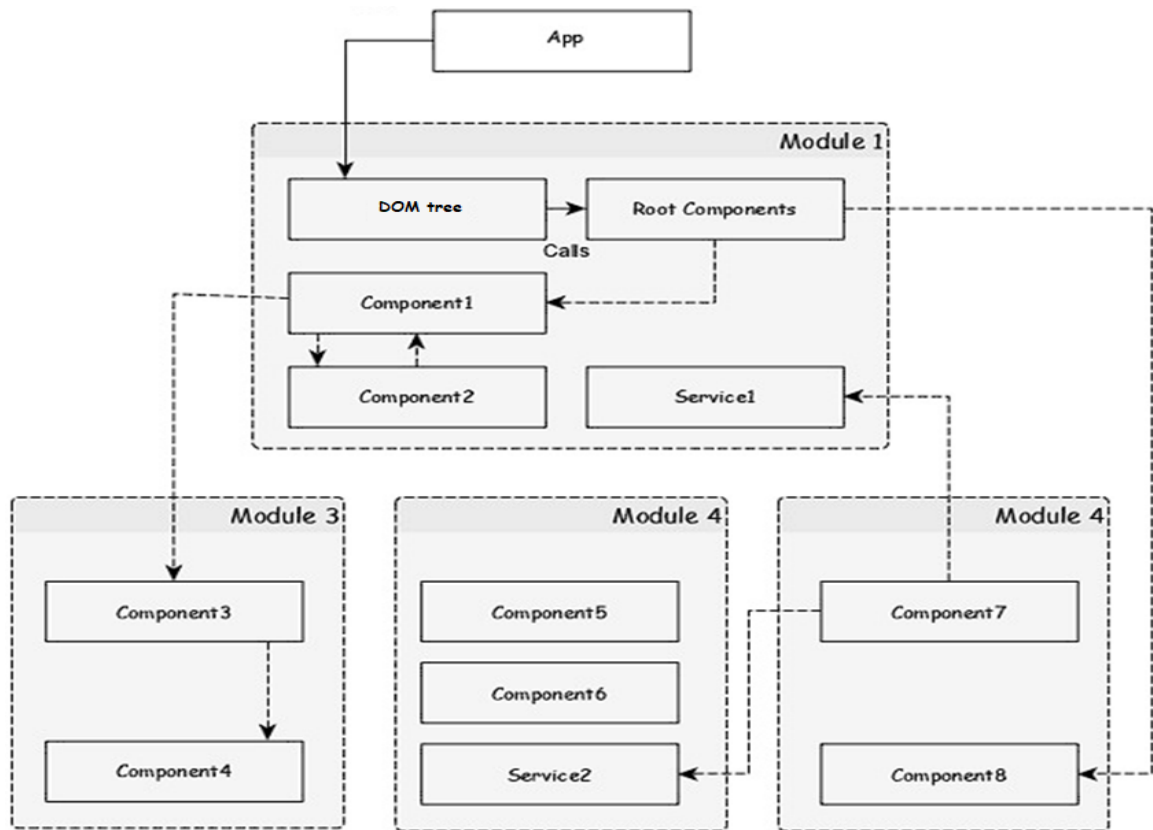 App
Module 1
DOM tree
Root Components
Calls
Component1
Component2
Service1
Module 3
Module 4
Module 4
Component3
Component5
Component7
Component6
Component4
Service2
Component8